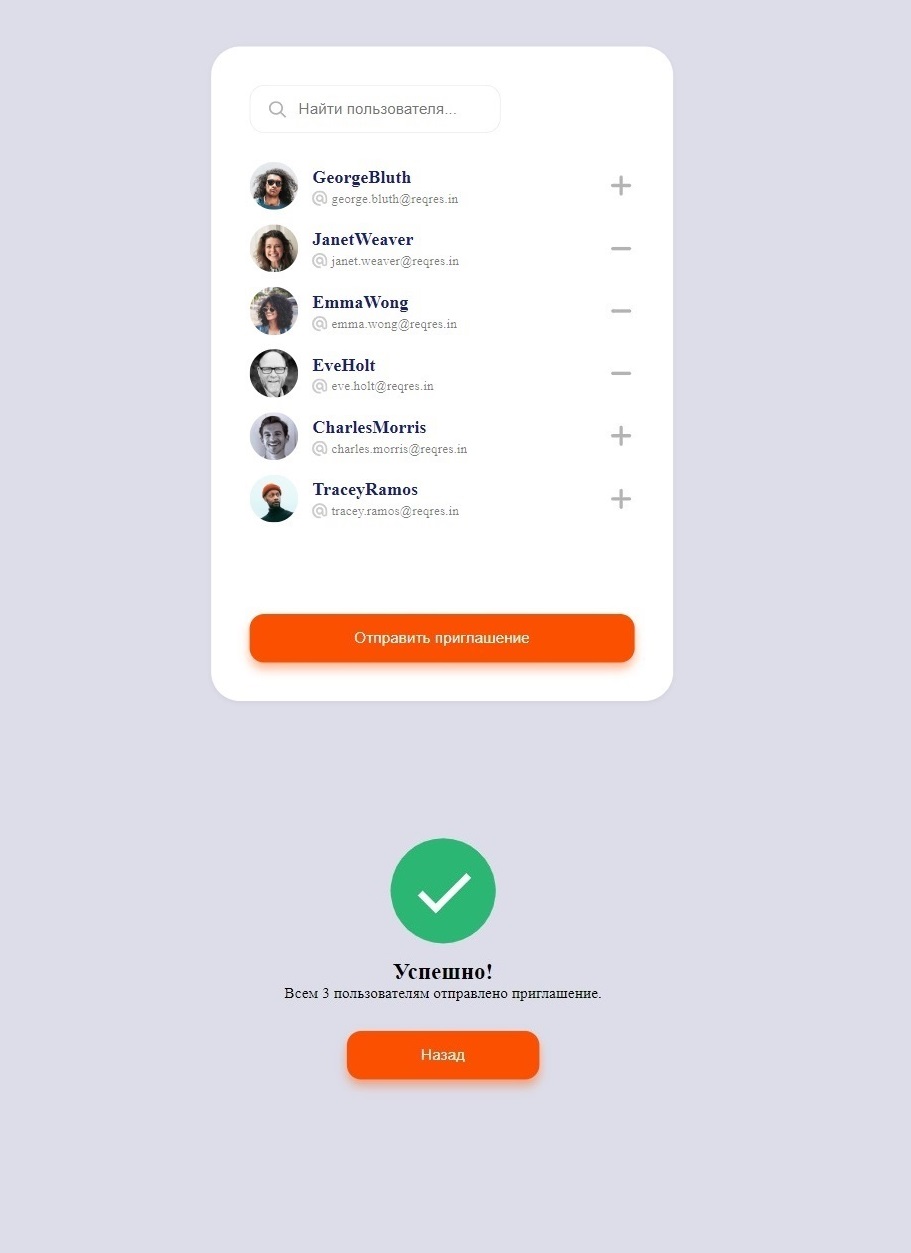 Найти пользователя...
GeorgeBluth
george.bluth@reqres.in
JanetWeaver
janet.weaver@reqres.in
EmmaWong
emma.wong@reqres.in
EveHolt
eve.holt@reqres.in
CharlesMorris
charles.morris@reqres.in
TraceyRamos
tracey.ramos@reqres.in
Отправить приглашение
Успешно!
Всем 3 пользователям отправлено приглашение.
Назад